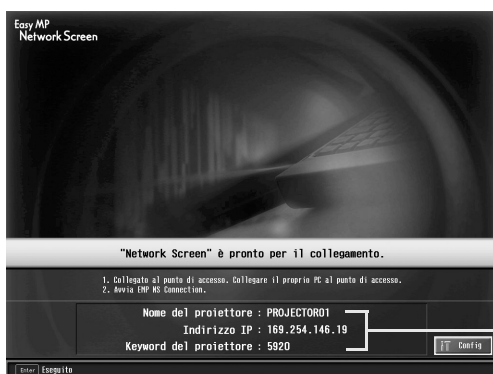 Easy MP
Network Screen
"Network Screen" è pronto per il collegamento.
1. Collegato al punto di accesso. Collegare il proprio PC al punto di accesso.
2. Avvia EMP NS Connection.
Nome del proiettore : PROJECTOR01
Indirizzo IP : 169.254.146.19
Keyword del proiettore : 5920
Config
Enter Eseguito